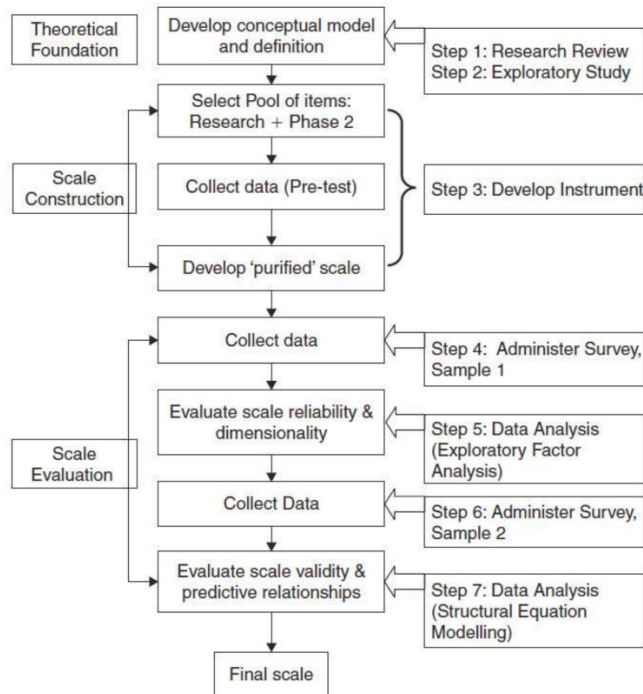 Theoretical
Foundation
Develop conceptual model
and definition
Step 1: Research Review
Step 2: Exploratory Study
Select Pool of items:
Research + Phase 2
Scale
Construction
Collect data (Pre-test)
Step 3: Develop Instrument
Develop ‘purified’ scale
Collect data
Step 4: Administer Survey,
Sample 1
Evaluate scale reliability &
dimensionality
Step 5: Data Analysis
(Exploratory Factor
Analysis)
Scale
Evaluation
Collect Data
Step 6: Administer Survey,
Sample 2
Evaluate scale validity &
predictive relationships
Step 7: Data Analysis
(Structural Equation
Modelling)
Final scale